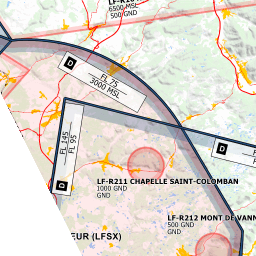 6500 MSL
500 GND
D
FL 75
3000 MSL
FL 145
FL 95
D
D
FL
LF-R211 CHAPELLE SAINT-COLOMBAN
1000 GND
GND
LF-R212 MONT DE VANN
500 GND
GND
EUR (LFSX)